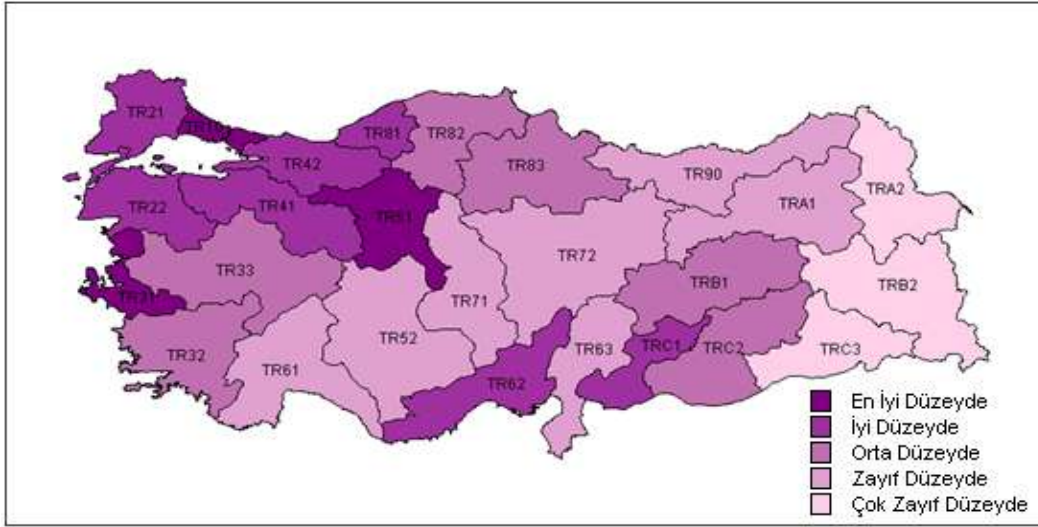 TR21
TR10
TR81
TR82
TR42
TR83
TR90
TRA2
TR22
TR41
TR51
TRA1
TR33
TR72
TRB1
TRB2
TR31
TR71
TR52
TR32
TR61
TR63
TRC1
TRC2
TRC3
TR62
En İyi Düzeyde
İyi Düzeyde
Orta Düzeyde
Zayıf Düzeyde
Çok Zayıf Düzeyde